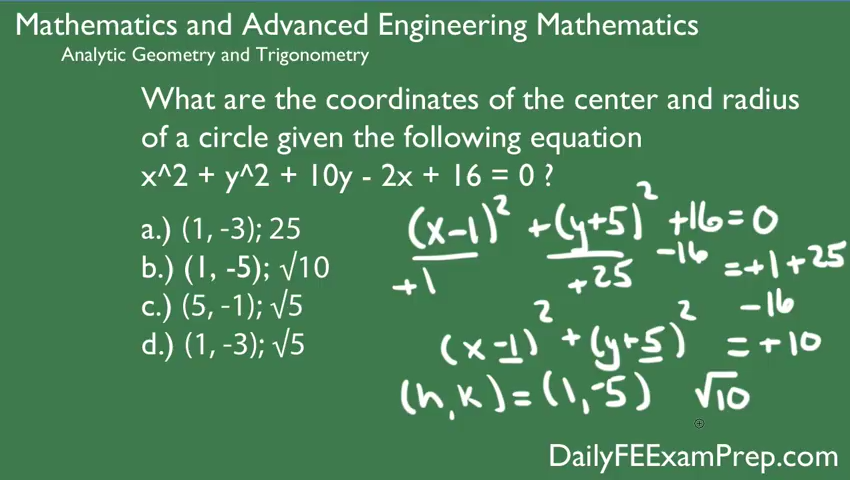 Mathematics and Advanced Engineering Mathematics
Analytic Geometry and Trigonometry
What are the coordinates of the center and radius
of a circle given the following equation
x^2 + y^2 + 10y - 2x + 16 = 0 ?
a.) (1, -3); 25
b.) (1, -5); √10
c.) (5, -1); √5
d.) (1, -3); √5
(x-1)² +(y+5)² +16=0
+1 +25 -16 =+1+25
-16
(x-1)² + (y+5)² = +10
(h,k) = (1,-5) √10
DailyFEExamPrep.com